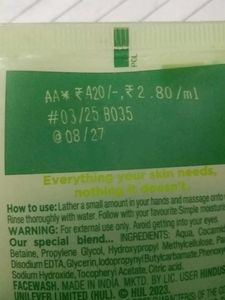 PCL
AA* ₹420/-, ₹2.80/ml
#03/25 B035
@08/27
Everything your skin needs,
nothing it doesn't.
How to use: Lather a small amount in your hands and massage onto
Rinse thoroughly with water. Follow with your favourite Simple moisturi
WARNING: For external use only. Avoid getting into eyes.
Our special blend... INGREDIENTS: Aqua, Cocamid
Betaine, Propylene Glycol, Hydroxypropyl Methylcellulose, Pa
Disodium EDTA, Glycerin, Iodopropynyl Butylcarbamate, Phenoxye
Sodium Hydroxide, Tocopheryl Acetate, Citric acid.
FACEWASH. MADE IN INDIA. MKTD. BY LIC. USER HINDUS
UNILEVER LIMITED (HUL). © HUL 2023.